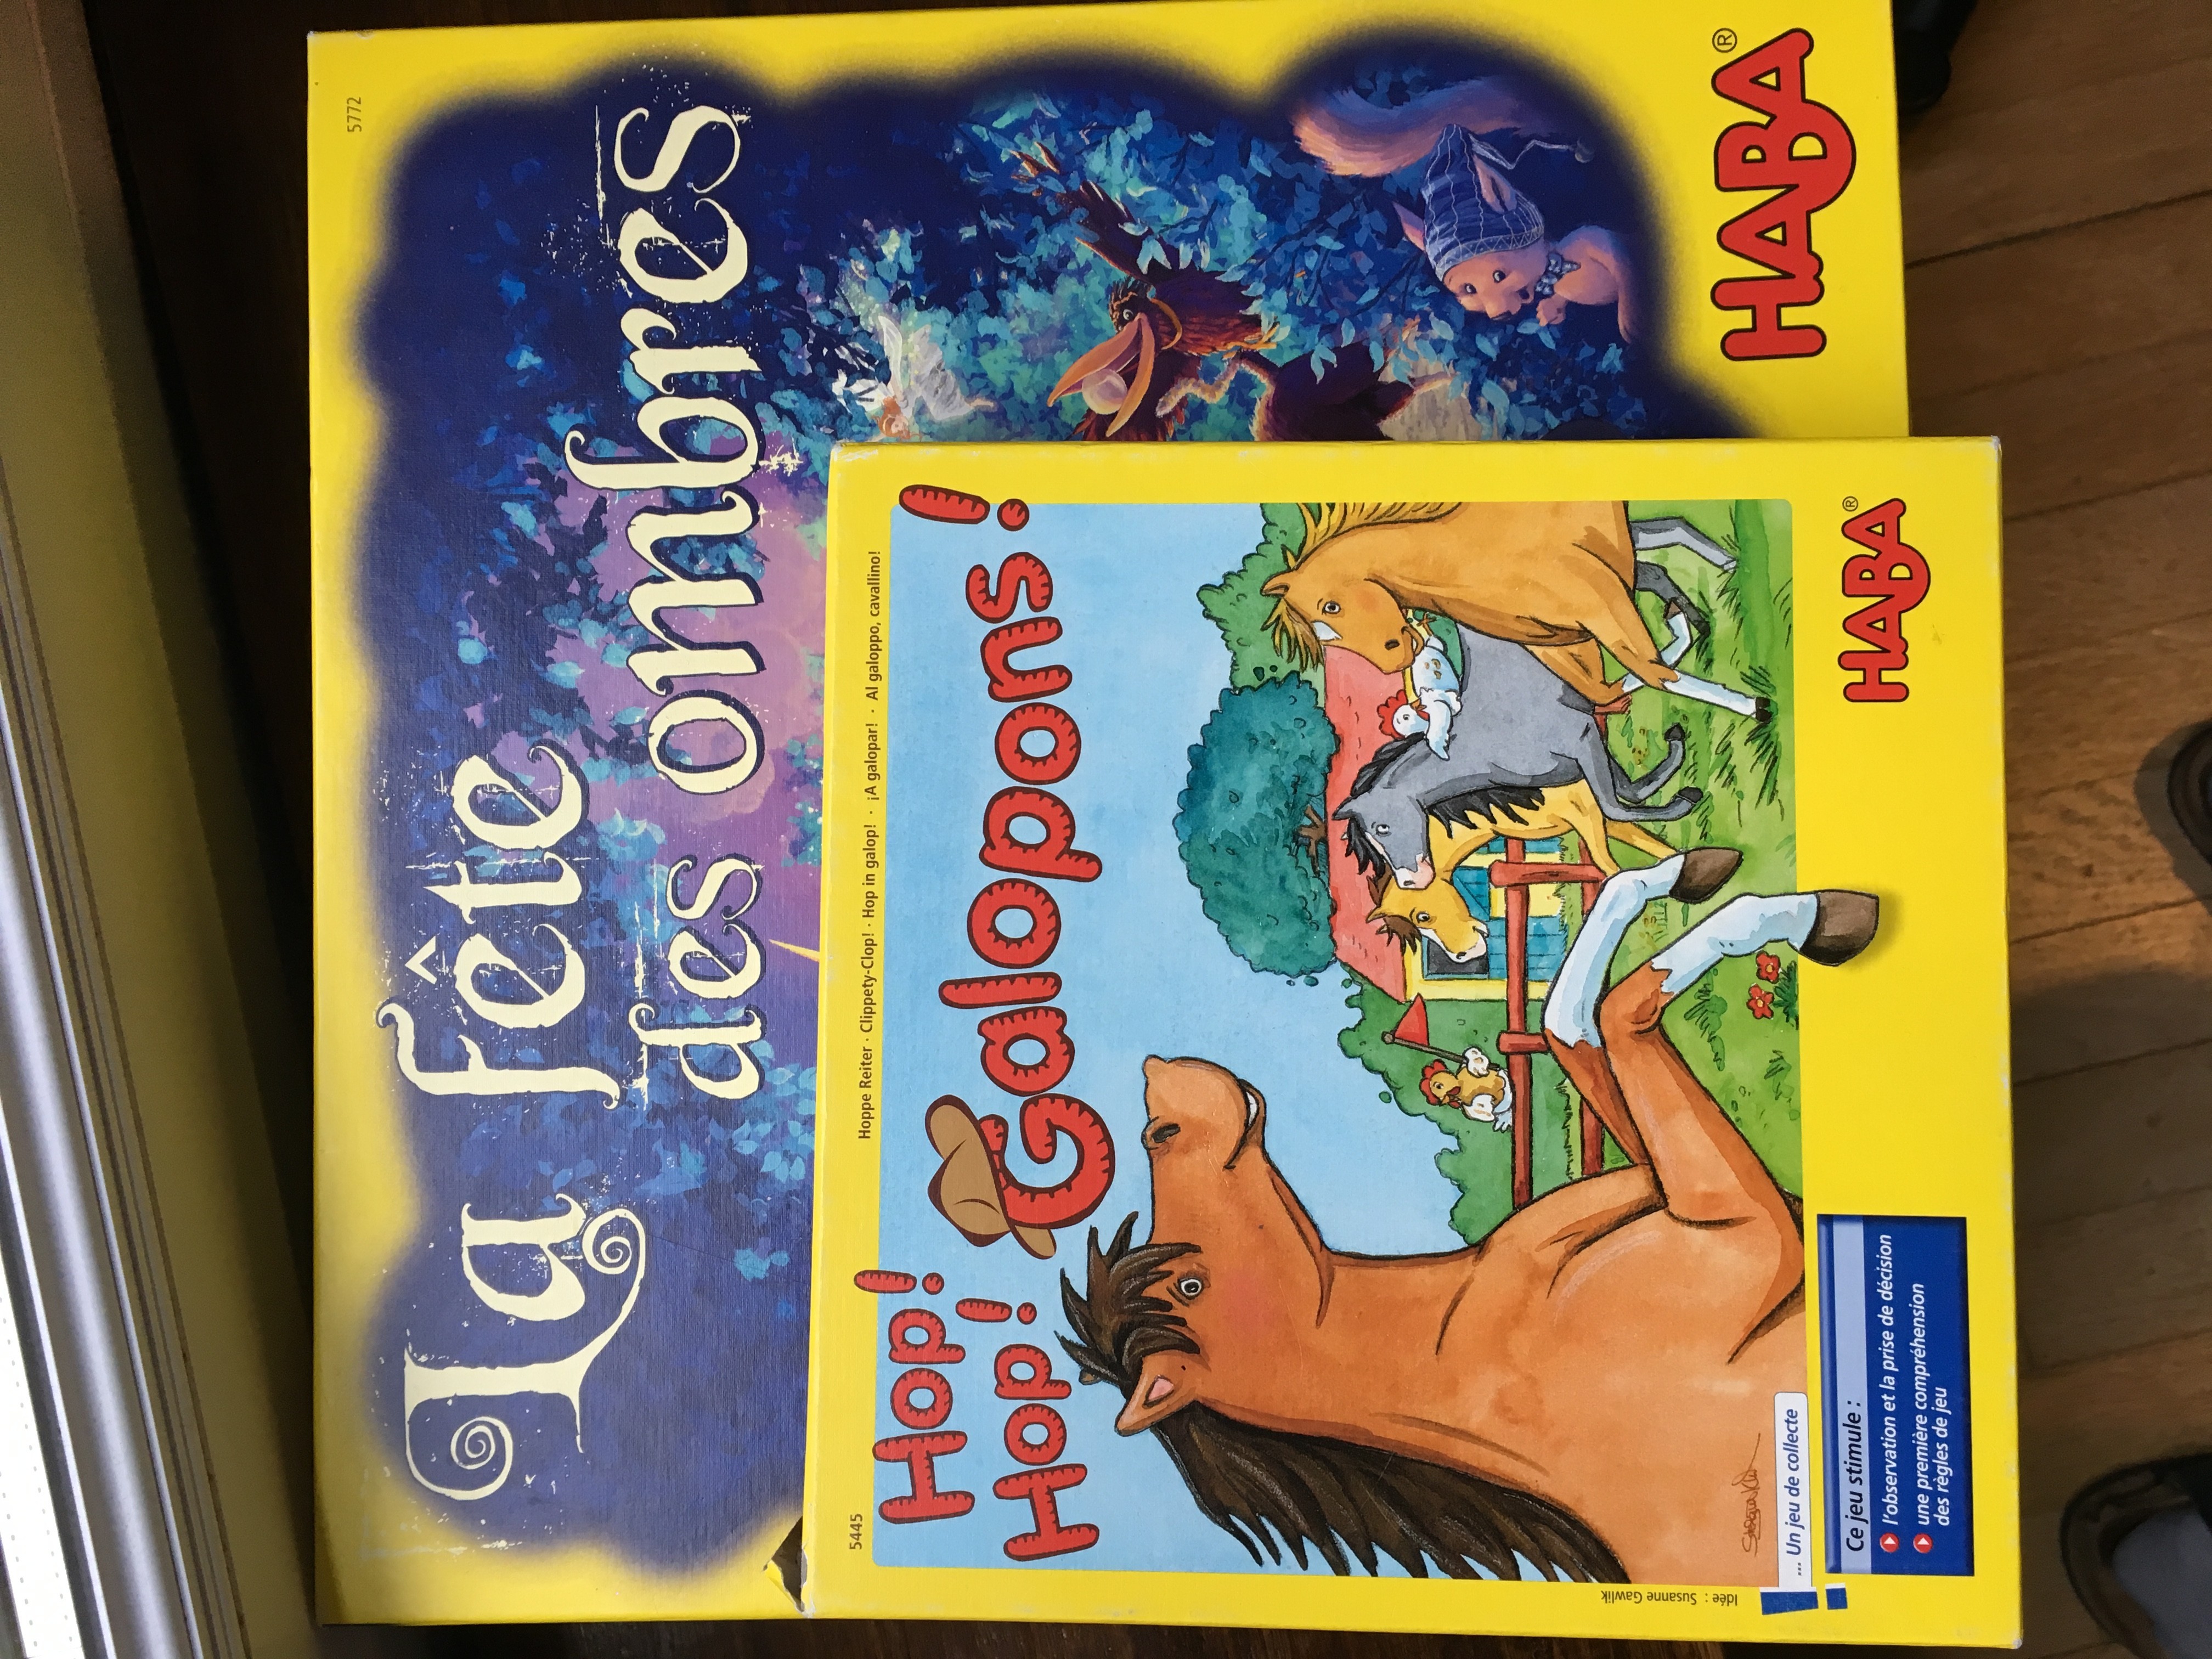 5772
La fête
des ombres
HABA®
5445
Hoppe Reiter · Clippety-Clop! · Hop in galop! · ¡A galopar! · Al galoppo, cavallino!
Hop!
Hop! Galopons!
... Un jeu de collecte
Ce jeu stimule :
l'observation et la prise de décision
une première compréhension
des règles de jeu
HABA®
Idée : Susanne Gawlik